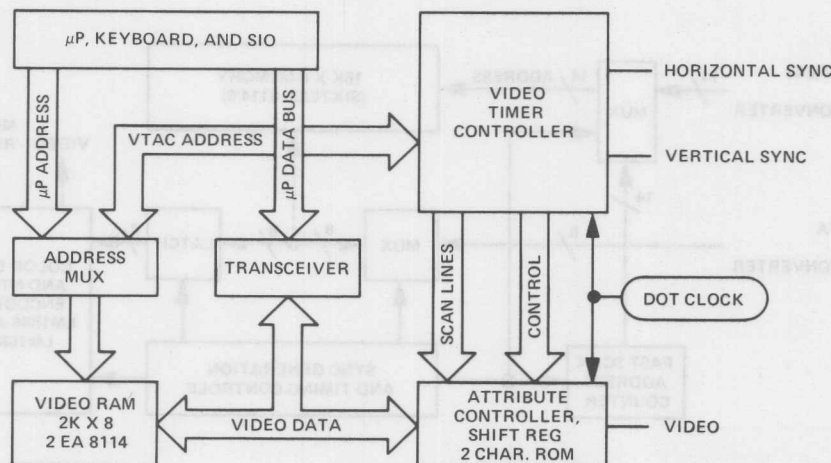 µP, KEYBOARD, AND SIO
VIDEO
TIMER
CONTROLLER
HORIZONTAL SYNC
VERTICAL SYNC
µP ADDRESS
VTAC ADDRESS
µP DATA BUS
ADDRESS
MUX
TRANSCEIVER
SCAN LINES
CONTROL
DOT CLOCK
VIDEO RAM
2K X 8
2 EA 8114
VIDEO DATA
ATTRIBUTE
CONTROLLER,
SHIFT REG
2 CHAR. ROM
VIDEO